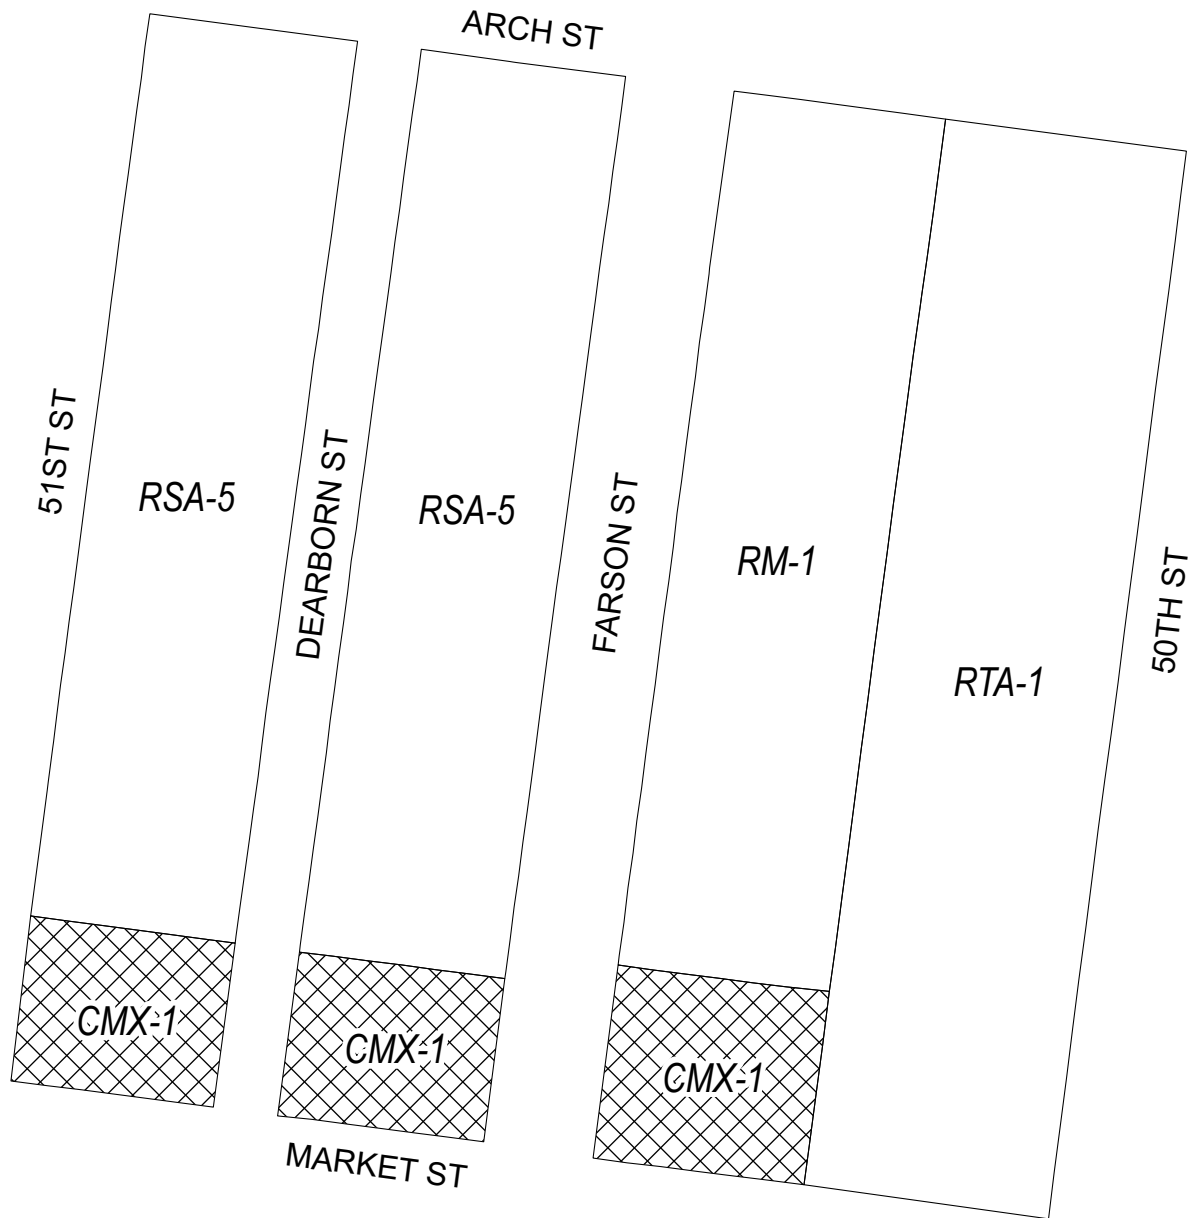 ARCH ST
51ST ST
RSA-5
DEARBORN ST
RSA-5
FARSON ST
RM-1
RTA-1
50TH ST
CMX-1
CMX-1
CMX-1
MARKET ST